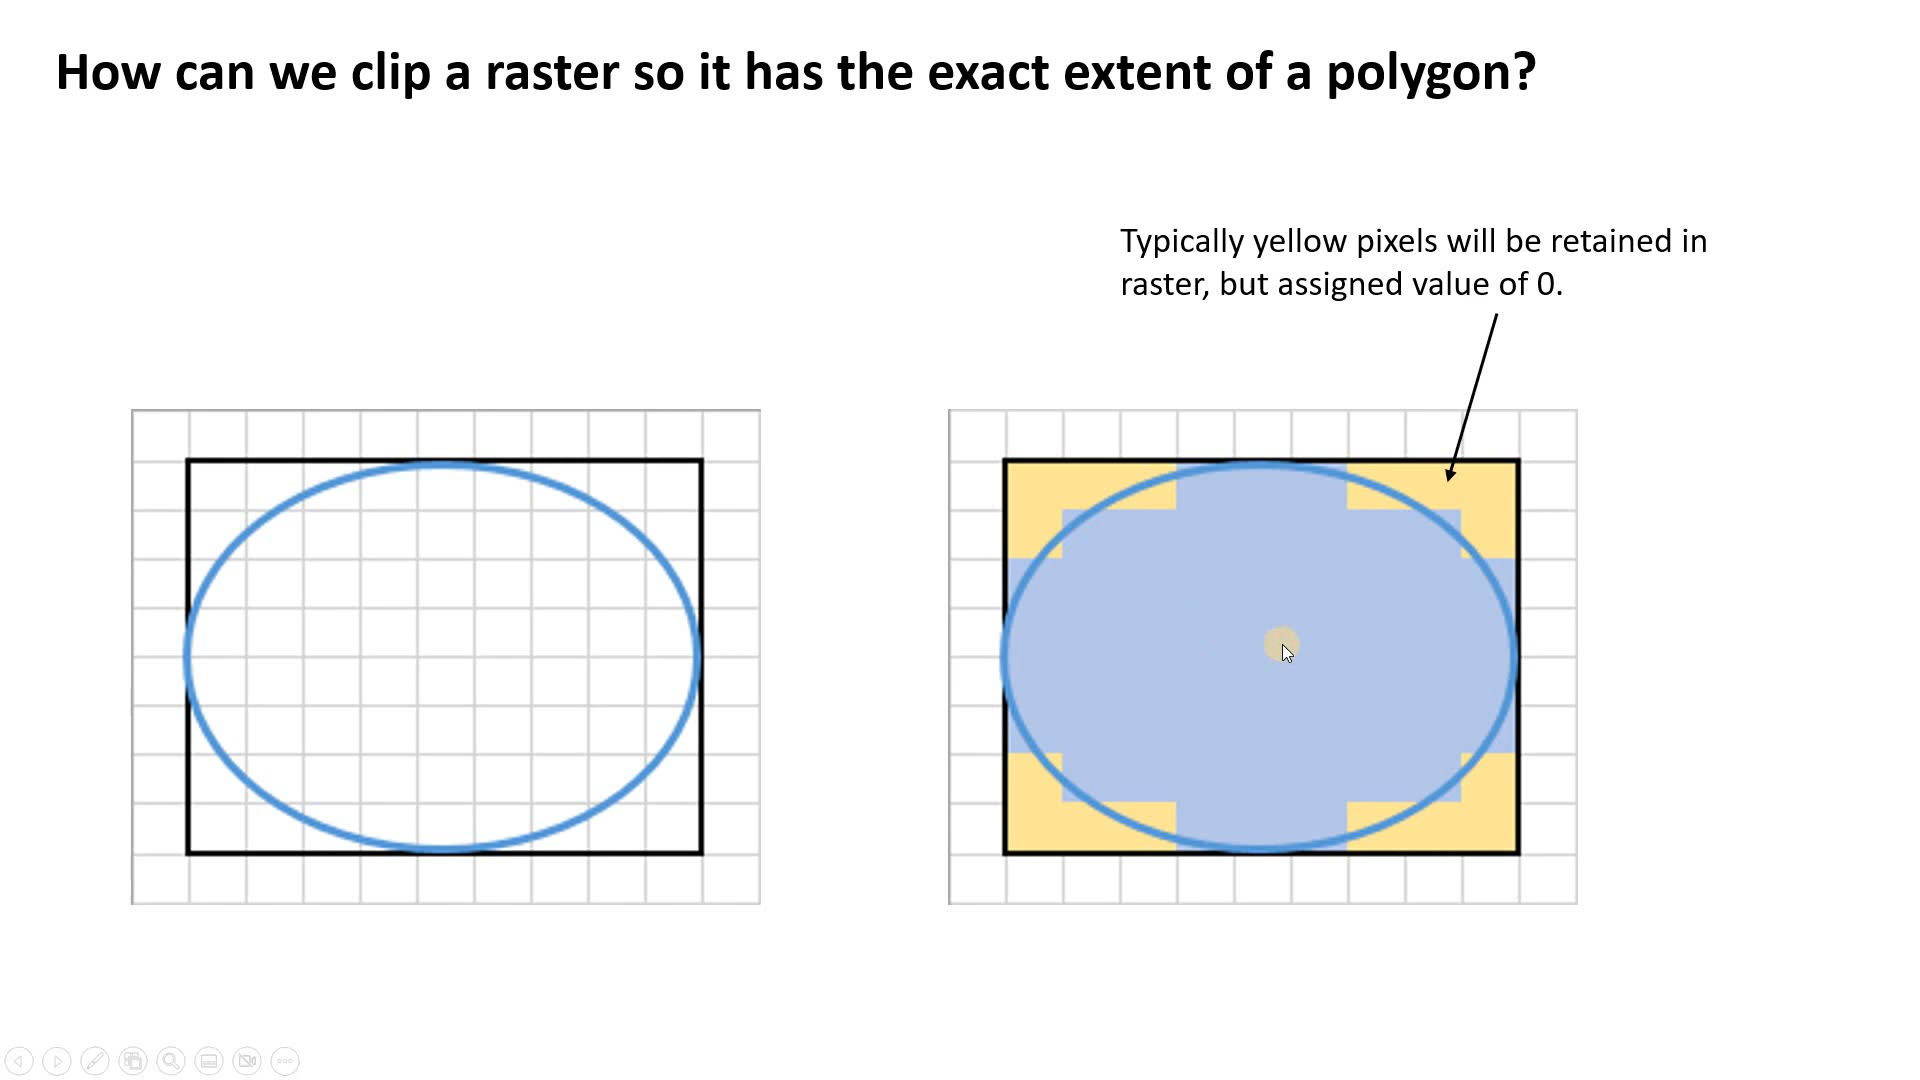 How can we clip a raster so it has the exact extent of a polygon?
Typically yellow pixels will be retained in
raster, but assigned value of 0.